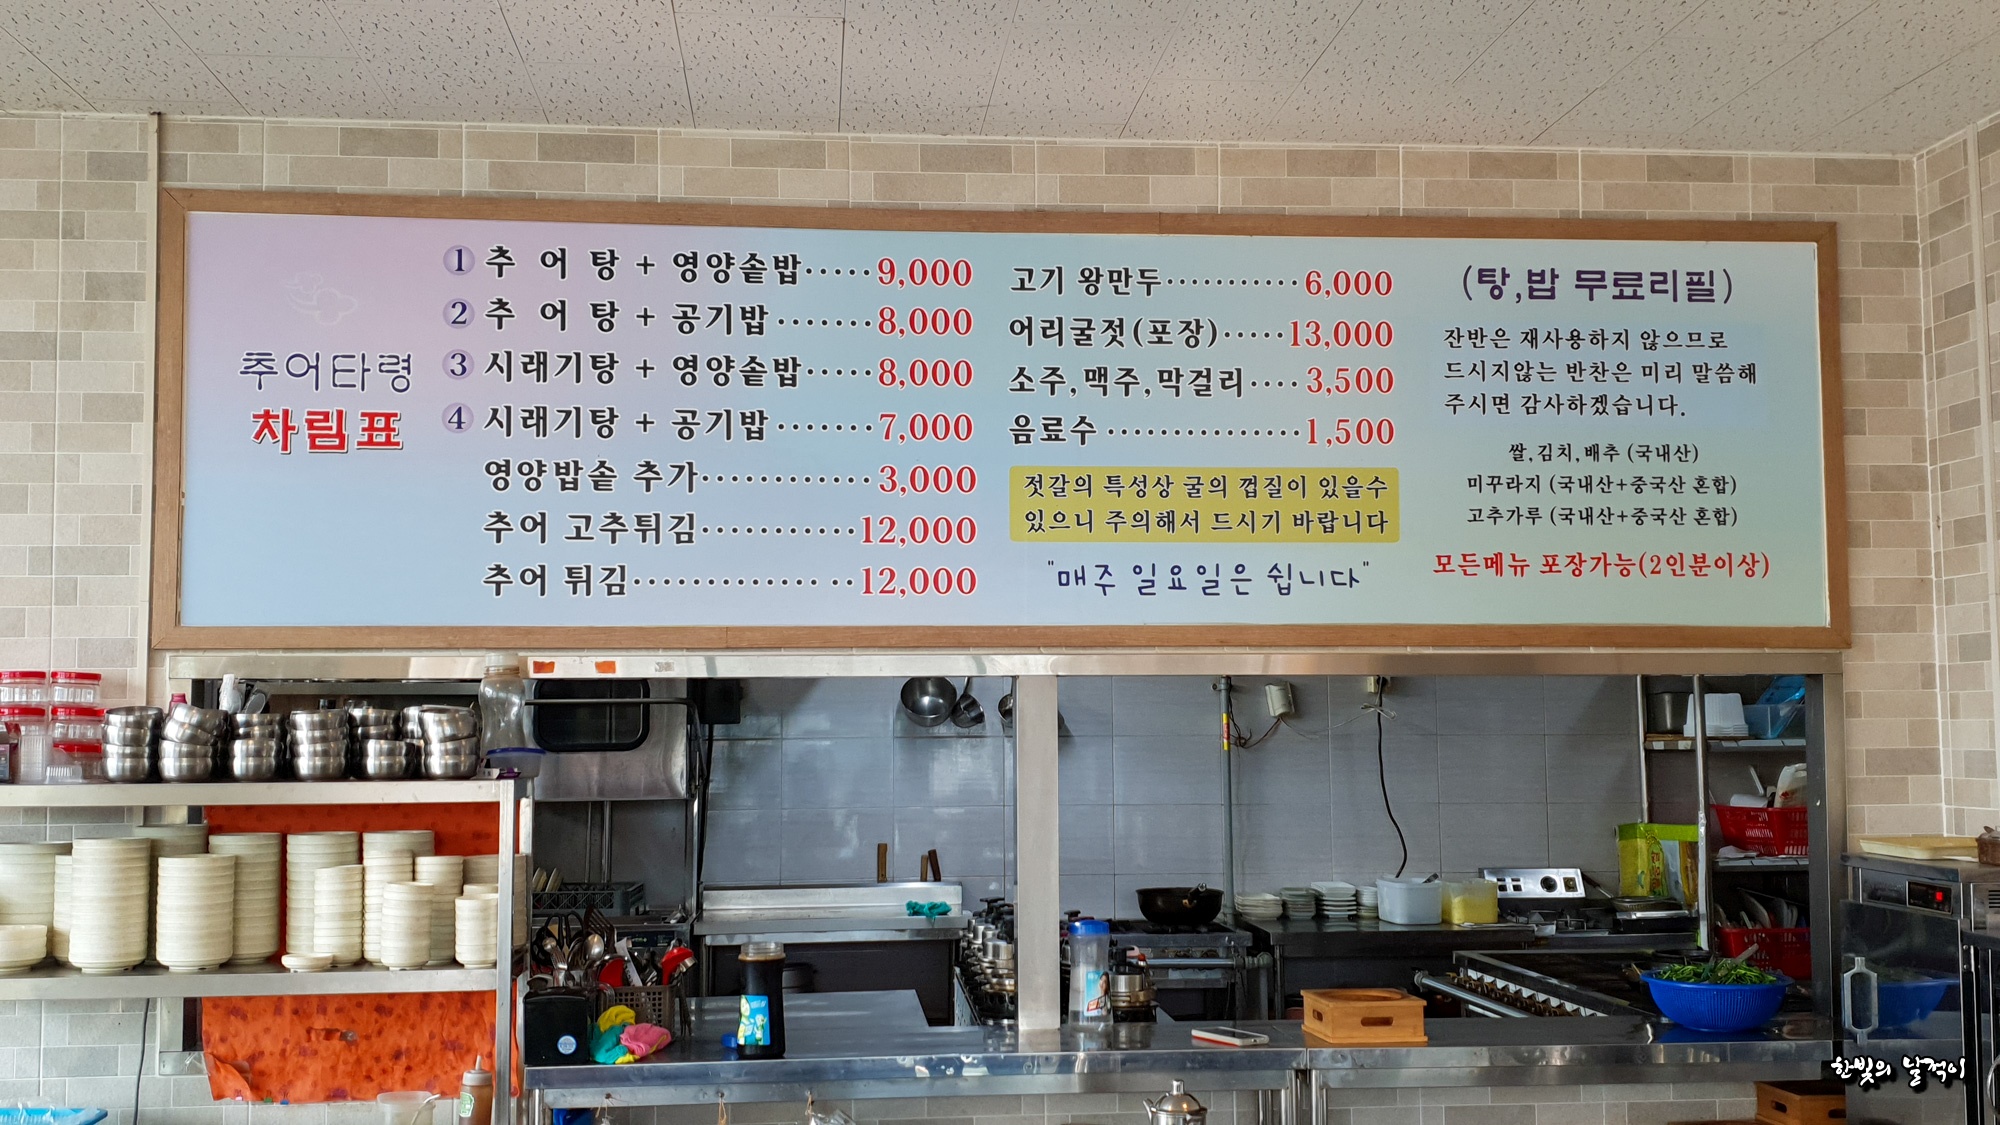 추어타령
차림표
1 추 어 탕 + 영양솥밥·····9,000
2 추 어 탕 + 공기밥·······8,000
3 시래기탕 + 영양솥밥·····8,000
4 시래기탕 + 공기밥·······7,000
영양밥솥 추가············3,000
추어 고추튀김···········12,000
추어 튀김············· ··12,000
고기 왕만두···········6,000
어리굴젓(포장)·····13,000
소주,맥주,막걸리····3,500
음료수 ···············1,500
젓갈의 특성상 굴의 껍질이 있을수
있으니 주의해서 드시기 바랍니다
"매주 일요일은 쉽니다"
(탕,밥 무료리필)
잔반은 재사용하지 않으므로
드시지않는 반찬은 미리 말씀해
주시면 감사하겠습니다.
쌀,김치,배추 (국내산)
미꾸라지 (국내산+중국산 혼합)
고추가루 (국내산+중국산 혼합)
모든메뉴 포장가능(2인분이상)
한빛의 날적이